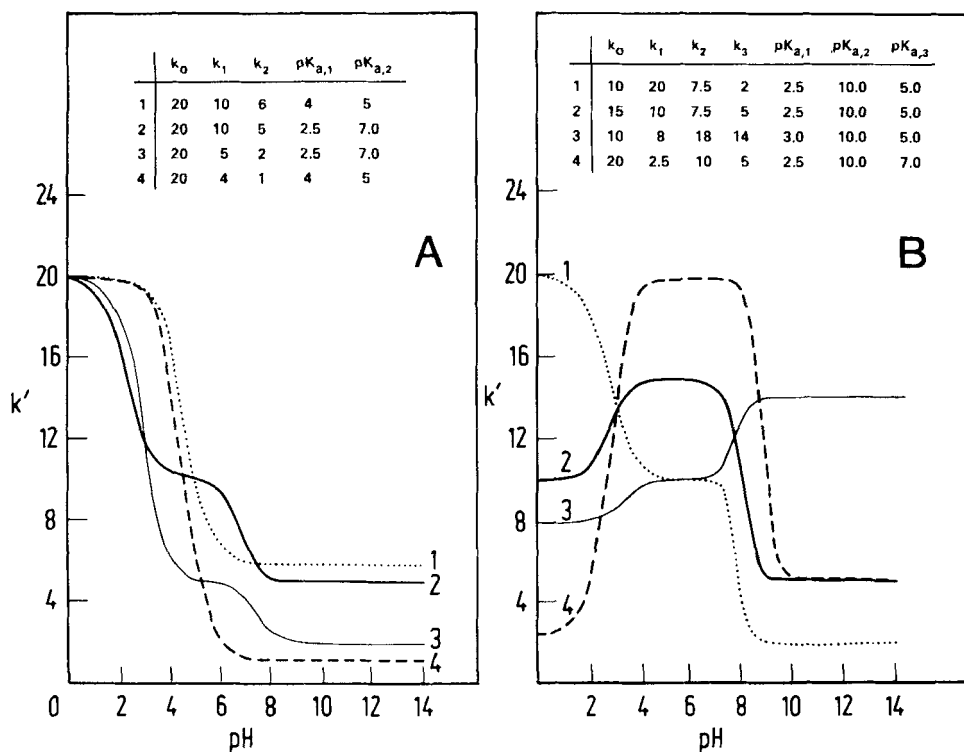 k₀ k₁ k₂ pKa,1 pKa,2
1 20 10 6 4 5
2 20 10 5 2.5 7.0
3 20 5 2 2.5 7.0
4 20 4 1 4 5
A
24
20
16
k'
12
8
4
1
2
3
4
0 2 4 6 8 10 12 14
pH
k₀ k₁ k₂ k₃ pKa,1 pKa,2 pKa,3
1 10 20 7.5 2 2.5 10.0 5.0
2 15 10 7.5 5 2.5 10.0 5.0
3 10 8 18 14 3.0 10.0 5.0
4 20 2.5 10 5 2.5 10.0 7.0
B
24
20
16
k'
12
8
4
1
2
3
4
2 4 6 8 10 12 14
pH